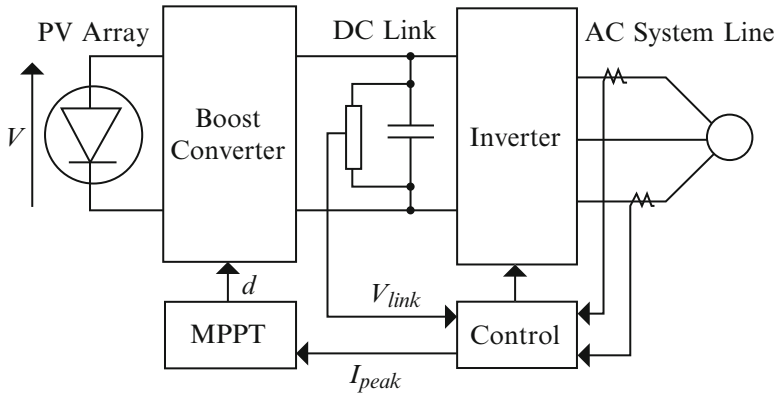 PV Array
DC Link
AC System Line
V
Boost
Converter
Inverter
d
V_link
MPPT
Control
I_peak